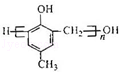 OH
H CH₂ n OH
CH₃